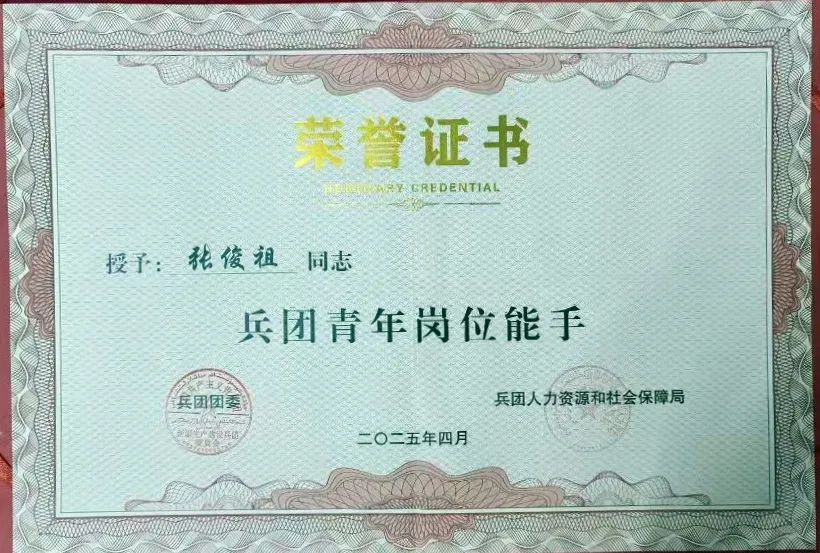 荣誉证书
HONORARY CREDENTIAL
授予：张俊祖 同志
兵团青年岗位能手
兵团团委
兵团人力资源和社会保障局
二〇二五年四月